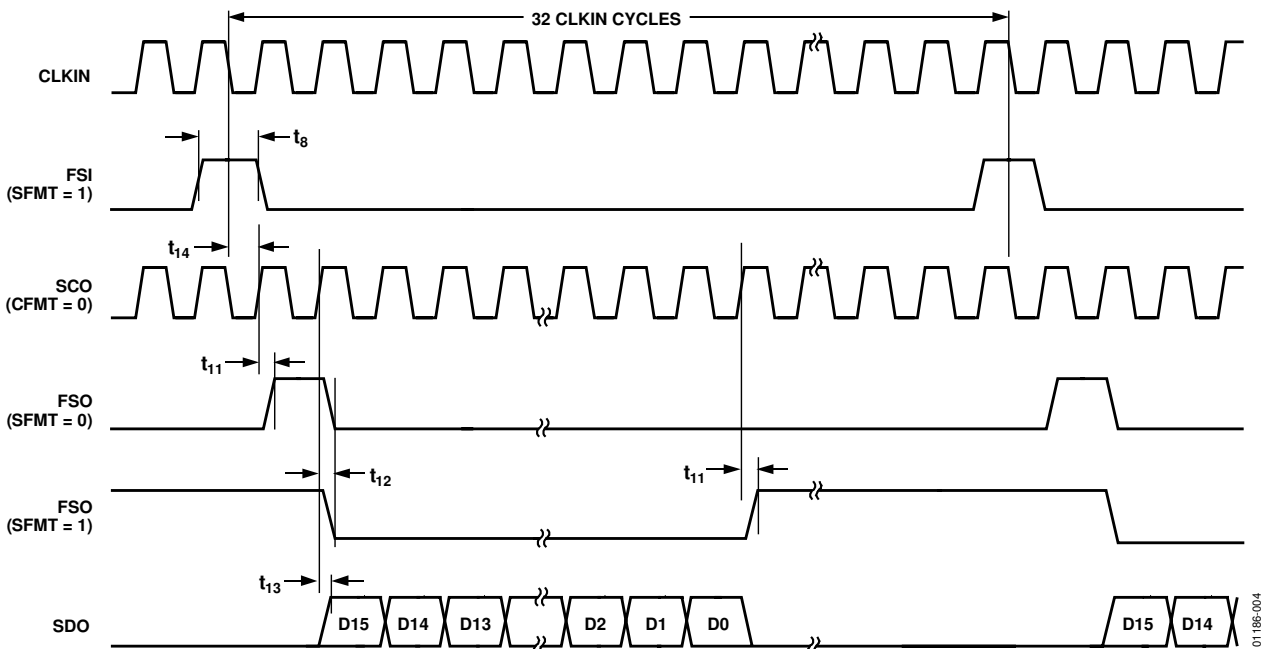 32 CLKIN CYCLES
CLKIN
t8
FSI
(SFMT = 1)
t14
SCO
(CFMT = 0)
t11
FSO
(SFMT = 0)
t12
t11
FSO
(SFMT = 1)
t13
SDO
D15 D14 D13 D2 D1 D0 D15 D14
01186-004